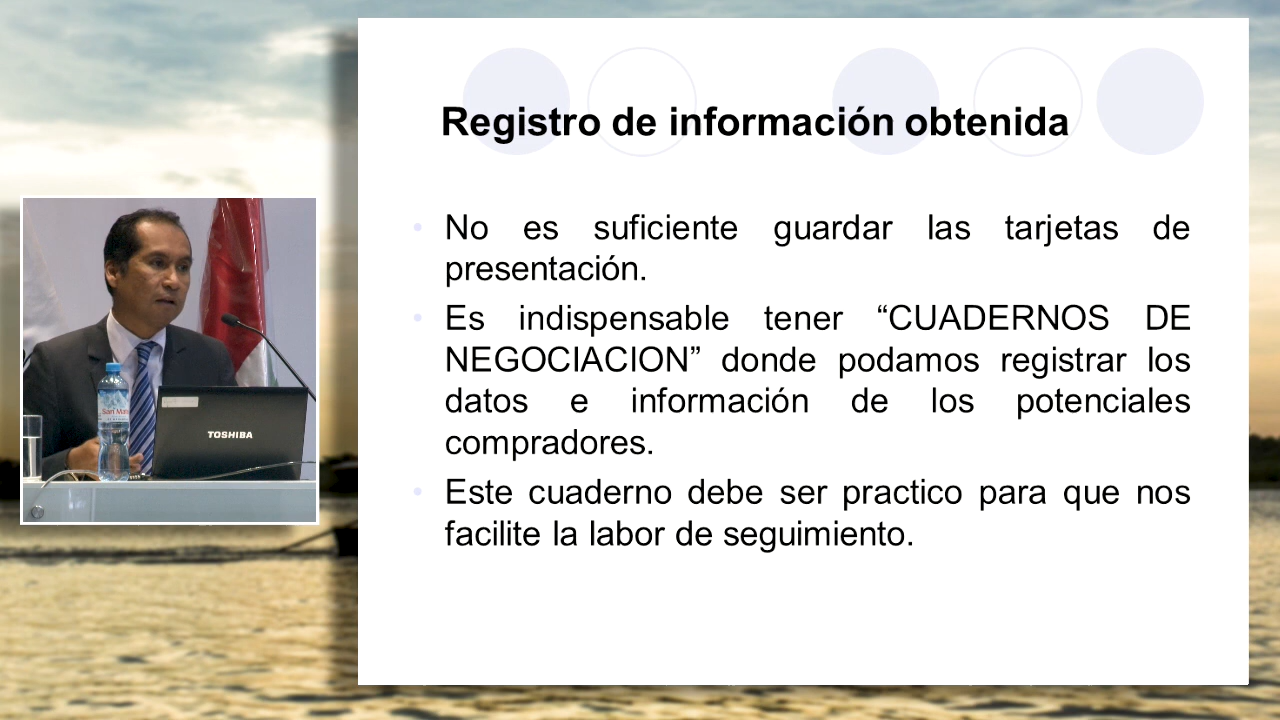 Registro de información obtenida
• No es suficiente guardar las tarjetas de
presentación.
• Es indispensable tener “CUADERNOS DE
NEGOCIACION” donde podamos registrar los
datos e información de los potenciales
compradores.
• Este cuaderno debe ser practico para que nos
facilite la labor de seguimiento.
TOSHIBA